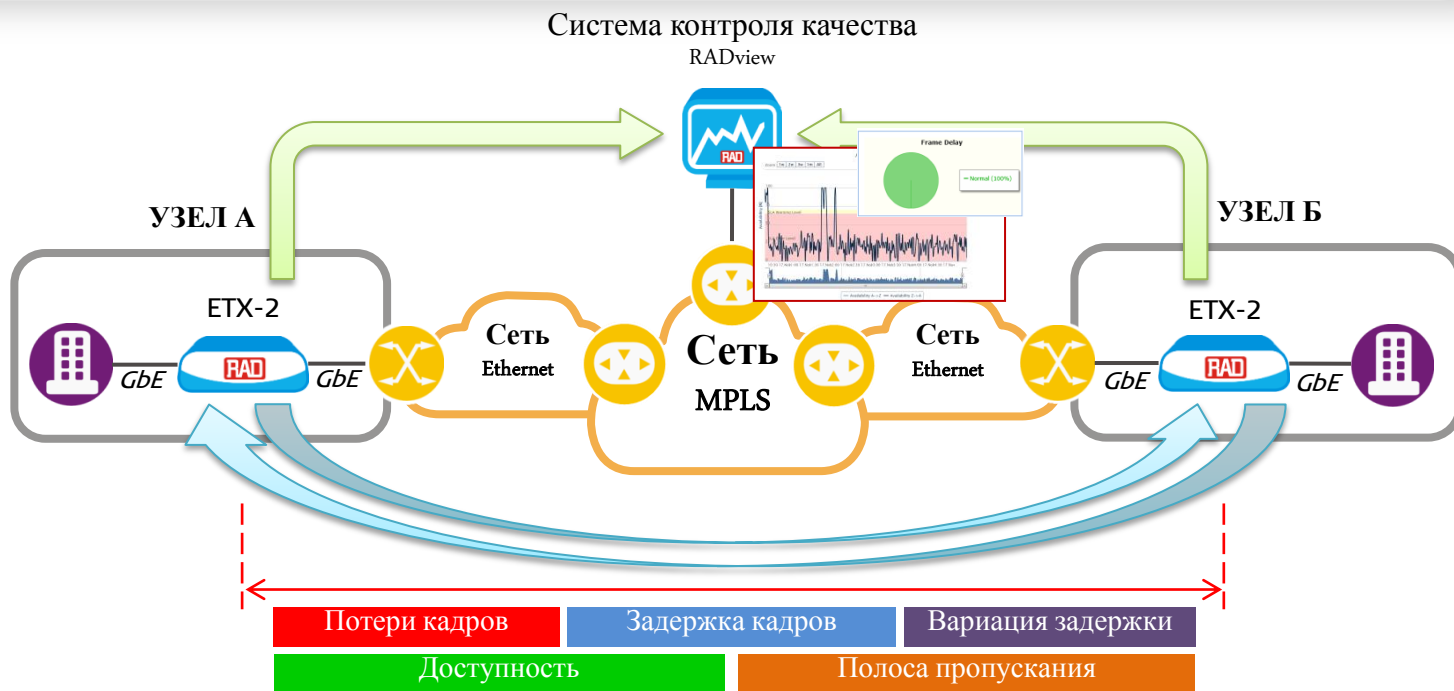 Система контроля качества
RADview
RAD
Frame Delay
Normal (100%)
УЗЕЛ А
УЗЕЛ Б
ETX-2
ETX-2
RAD
RAD
GbE
GbE
GbE
GbE
Сеть
Ethernet
Сеть
MPLS
Сеть
Ethernet
Потери кадров
Задержка кадров
Вариация задержки
Доступность
Полоса пропускания